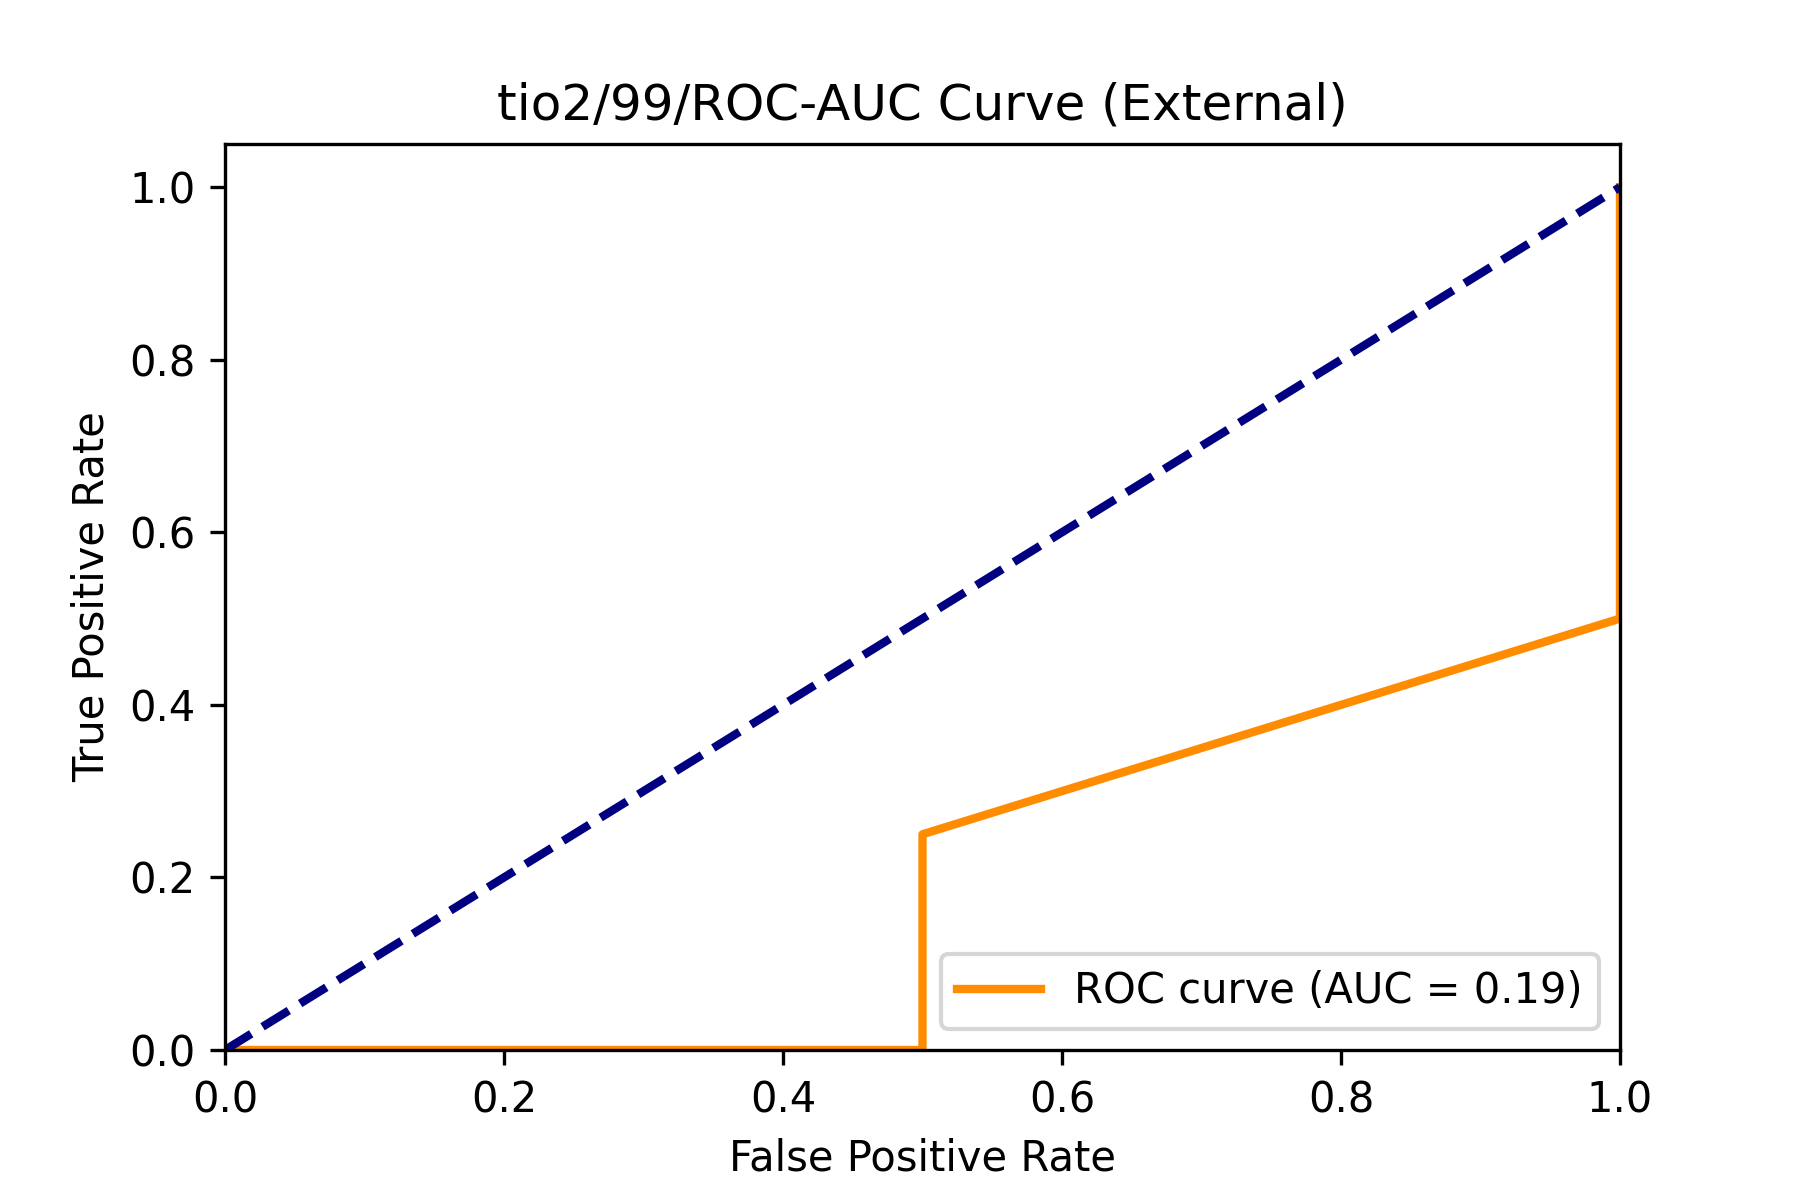 tio2/99/ROC-AUC Curve (External)
1.0
0.8
0.6
0.4
0.2
0.0
True Positive Rate
ROC curve (AUC = 0.19)
0.0 0.2 0.4 0.6 0.8 1.0
False Positive Rate